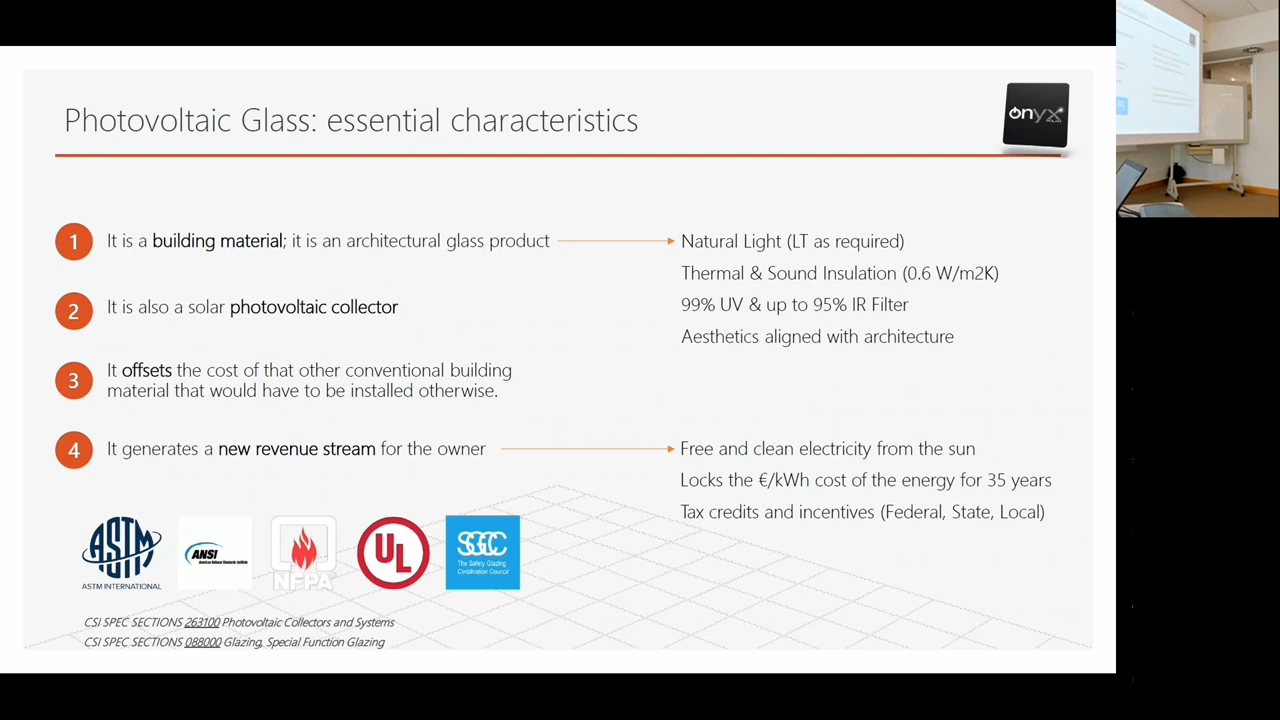 Photovoltaic Glass: essential characteristics
onyx
1 It is a building material; it is an architectural glass product
Natural Light (LT as required)
Thermal & Sound Insulation (0.6 W/m2K)
99% UV & up to 95% IR Filter
Aesthetics aligned with architecture
2 It is also a solar photovoltaic collector
3 It offsets the cost of that other conventional building
material that would have to be installed otherwise.
4 It generates a new revenue stream for the owner
Free and clean electricity from the sun
Locks the €/kWh cost of the energy for 35 years
Tax credits and incentives (Federal, State, Local)
ASTM
ASTM INTERNATIONAL
ANSI
American National Standards Institute
NFPA
UL
SGCC
The Safety Glazing
Certification Council
CSI SPEC SECTIONS 263100 Photovoltaic Collectors and Systems
CSI SPEC SECTIONS 088000 Glazing, Special Function Glazing